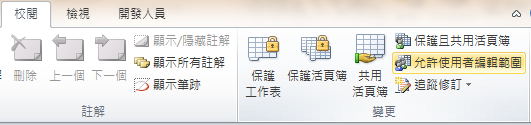 校閱 檢視 開發人員
刪除 上一個 下一個
顯示/隱藏註解
顯示所有註解
顯示筆跡
註解
保護
工作表
保護活頁簿
共用
活頁簿
保護且共用活頁簿
允許使用者編輯範圍
追蹤修訂
變更